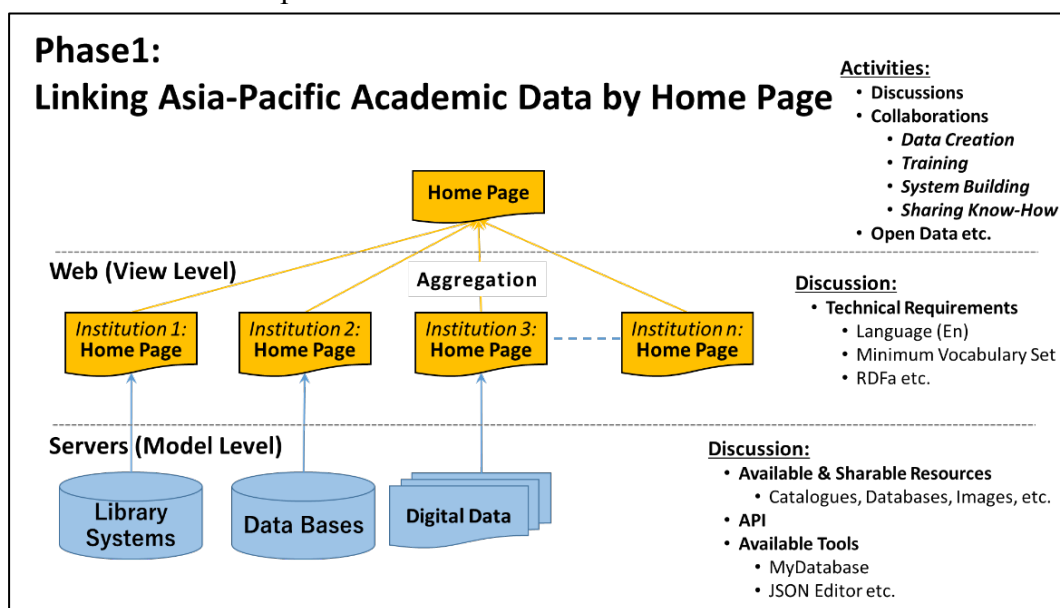 Phase1:
Linking Asia-Pacific Academic Data by Home Page
Activities:
• Discussions
• Collaborations
• Data Creation
• Training
• System Building
• Sharing Know-How
• Open Data etc.
Home Page
Web (View Level)
Aggregation
Institution 1:
Home Page
Institution 2:
Home Page
Institution 3:
Home Page
Institution n:
Home Page
Discussion:
• Technical Requirements
• Language (En)
• Minimum Vocabulary Set
• RDFa etc.
Servers (Model Level)
Library
Systems
Data Bases
Digital Data
Discussion:
• Available & Sharable Resources
• Catalogues, Databases, Images, etc.
• API
• Available Tools
• MyDatabase
• JSON Editor etc.